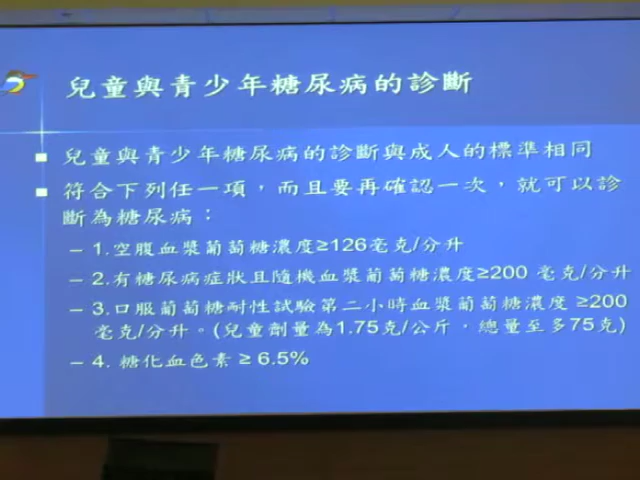 兒童與青少年糖尿病的診斷
■ 兒童與青少年糖尿病的診斷與成人的標準相同
■ 符合下列任一項，而且要再確認一次，就可以診
斷為糖尿病：
– 1.空腹血漿葡萄糖濃度≥126毫克/分升
– 2.有糖尿病症狀且隨機血漿葡萄糖濃度≥200 毫克/分升
– 3.口服葡萄糖耐性試驗第二小時血漿葡萄糖濃度 ≥200
毫克/分升。(兒童劑量為1.75克/公斤，總量至多75克)
– 4. 糖化血色素 ≥ 6.5%